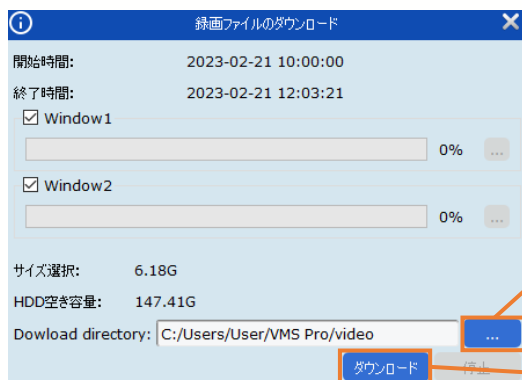 録画ファイルのダウンロード
開始時間: 2023-02-21 10:00:00
終了時間: 2023-02-21 12:03:21
Window1
0% ...
Window2
0% ...
サイズ選択: 6.18G
HDD空き容量: 147.41G
Dowload directory: C:/Users/User/VMS Pro/video ...
ダウンロード 停止